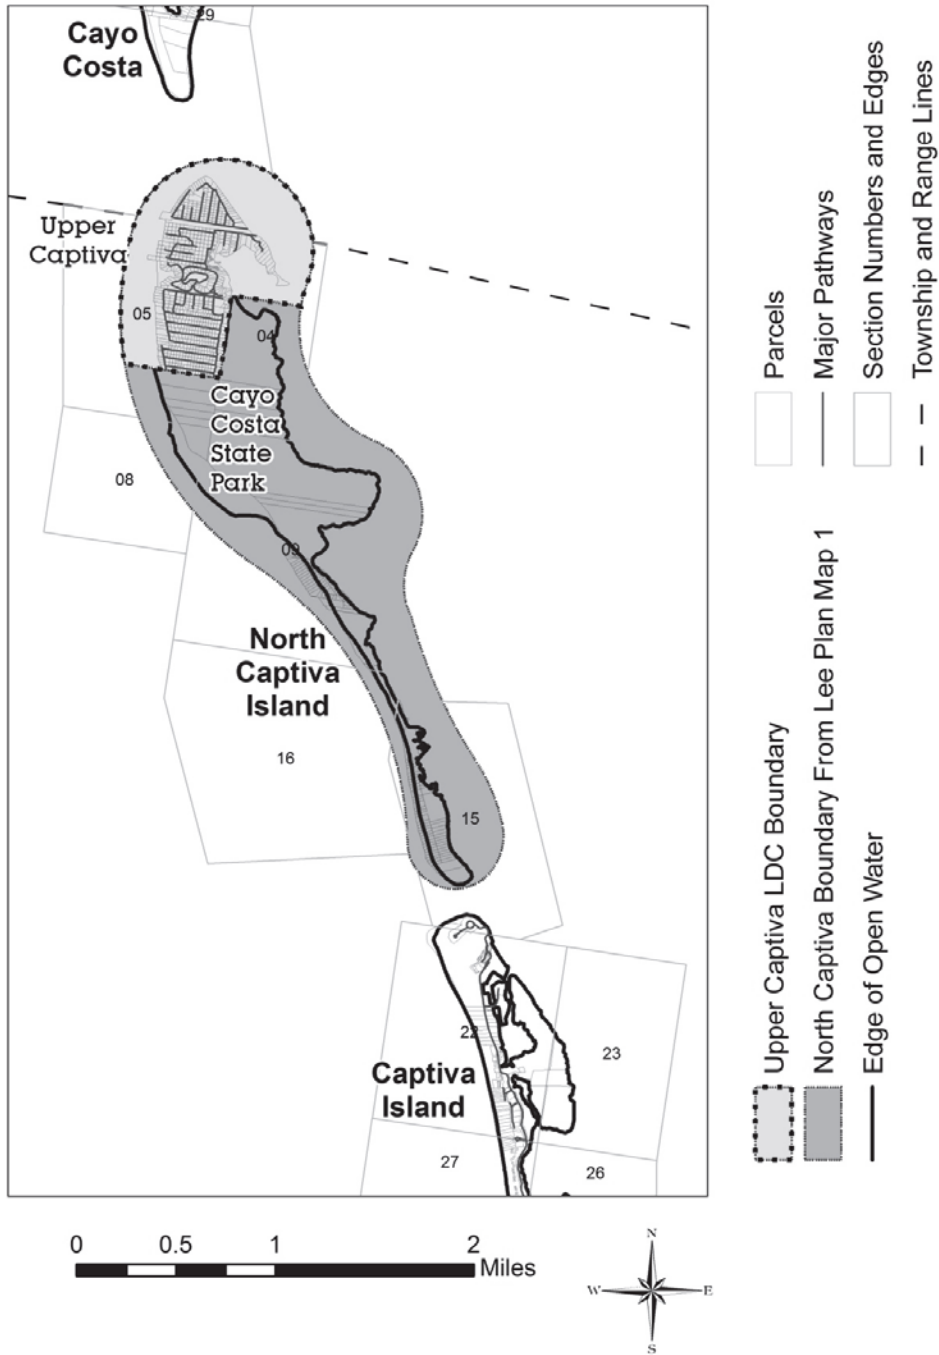 29
Cayo
Costa
Upper
Captiva
05
04
Cayo
Costa
State
Park
08
09
North
Captiva
Island
16
15
22
23
Captiva
Island
27
26
0 0.5 1 2
Miles
N
W E
S
Upper Captiva LDC Boundary
North Captiva Boundary From Lee Plan Map 1
Edge of Open Water
Parcels
Major Pathways
Section Numbers and Edges
Township and Range Lines